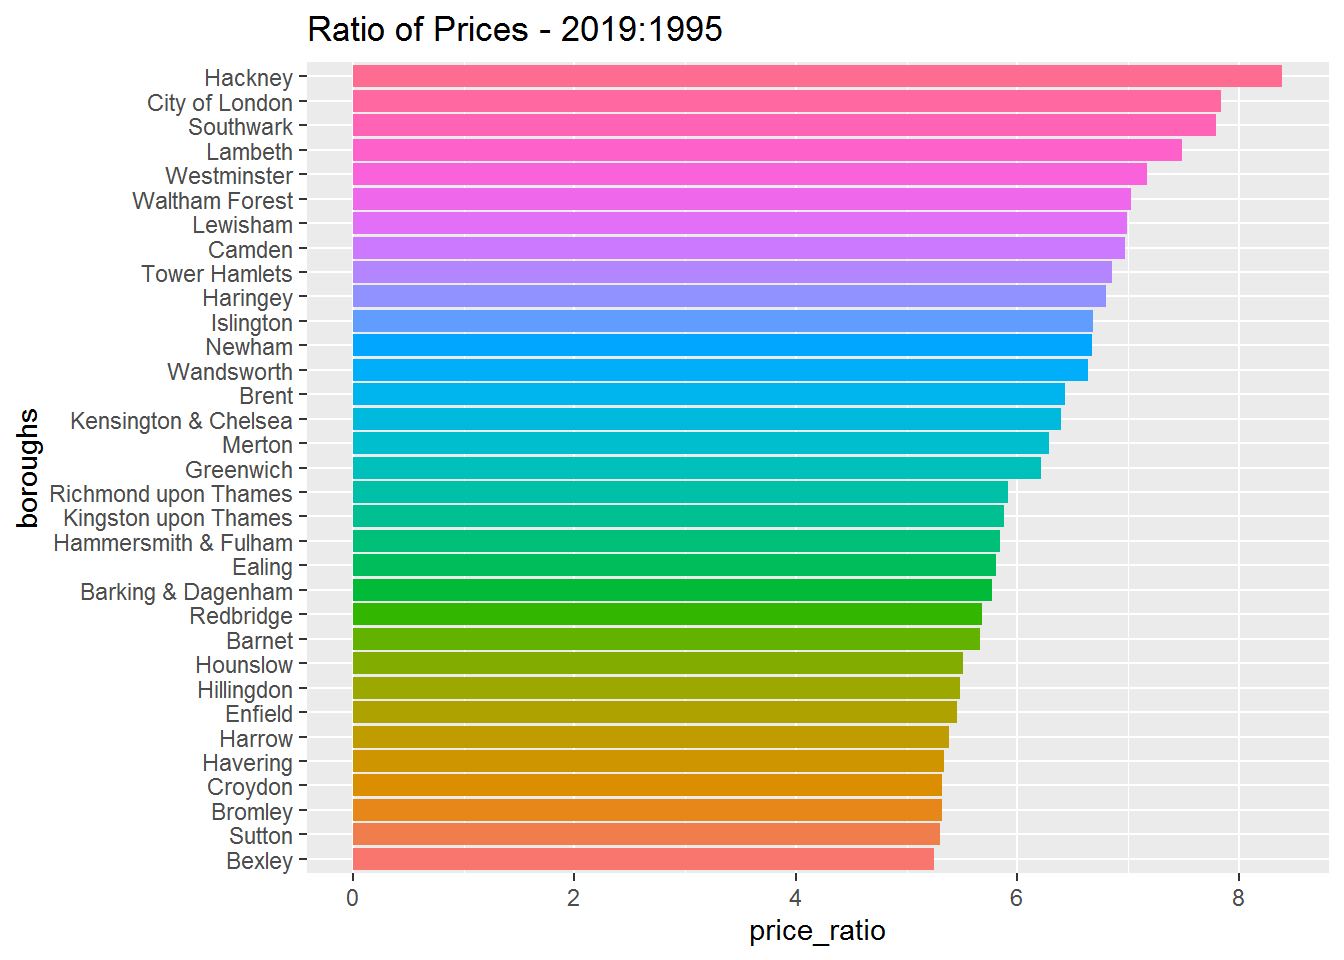 Ratio of Prices - 2019:1995
Hackney
City of London
Southwark
Lambeth
Westminster
Waltham Forest
Lewisham
Camden
Tower Hamlets
Haringey
Islington
Newham
Wandsworth
Brent
Kensington & Chelsea
Merton
Greenwich
Richmond upon Thames
Kingston upon Thames
Hammersmith & Fulham
Ealing
Barking & Dagenham
Redbridge
Barnet
Hounslow
Hillingdon
Enfield
Harrow
Havering
Croydon
Bromley
Sutton
Bexley
boroughs
0 2 4 6 8
price_ratio